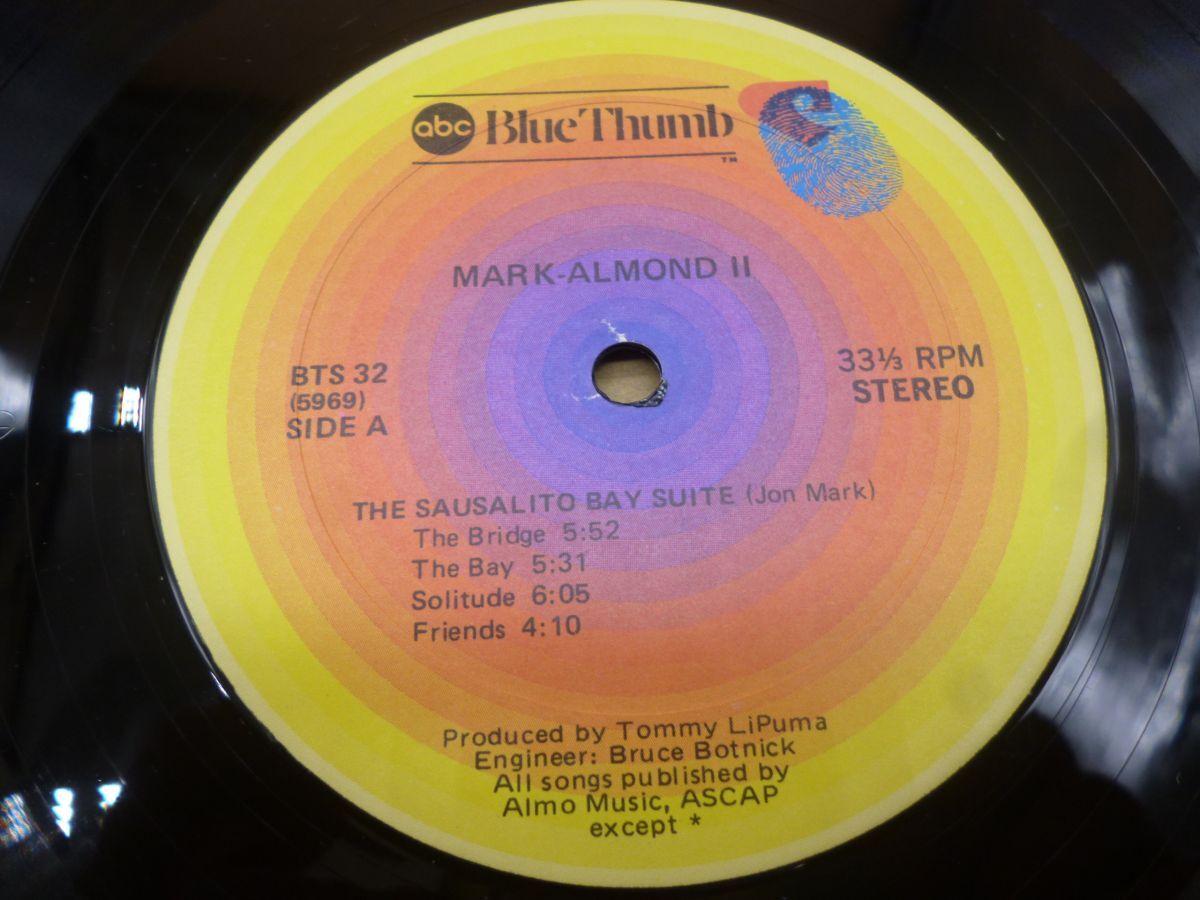 abc Blue Thumb
™
MARK-ALMOND II
BTS 32
(5969)
SIDE A
33⅓ RPM
STEREO
THE SAUSALITO BAY SUITE (Jon Mark)
The Bridge 5:52
The Bay 5:31
Solitude 6:05
Friends 4:10
Produced by Tommy LiPuma
Engineer: Bruce Botnick
All songs published by
Almo Music, ASCAP
except *